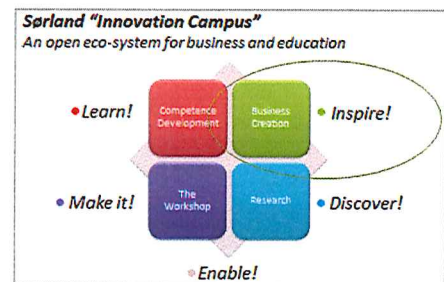 Sørland "Innovation Campus"
An open eco-system for business and education
Learn!
Competence
Development
Business
Creation
Inspire!
Make it!
The
Workshop
Research
Discover!
Enable!